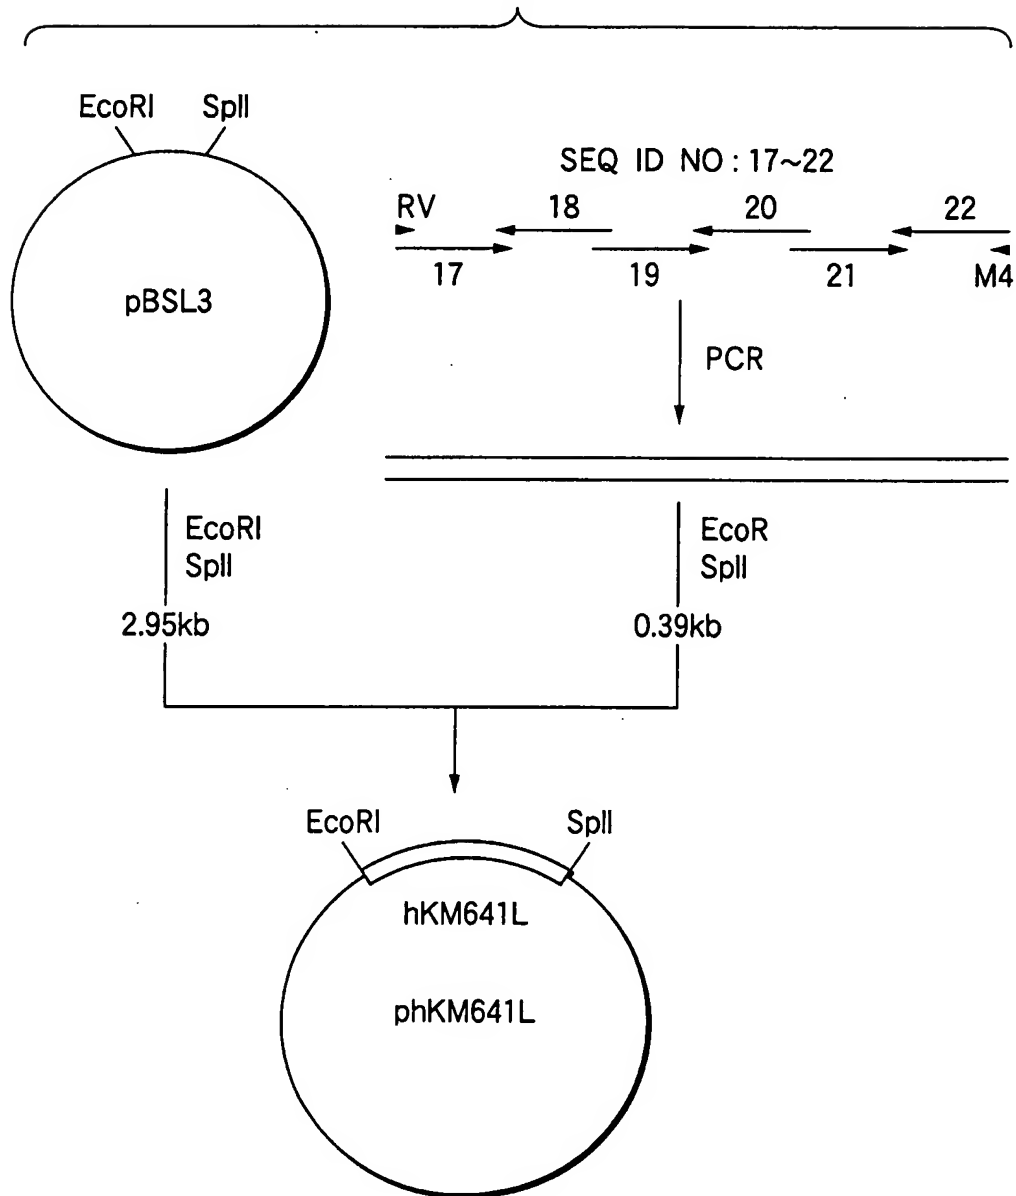 EcoRI SplI
SEQ ID NO : 17~22
RV 18 20 22
17 19 21 M4
pBSL3
PCR
EcoRI
SplI
EcoR
SplI
2.95kb 0.39kb
EcoRI SplI
hKM641L
phKM641L